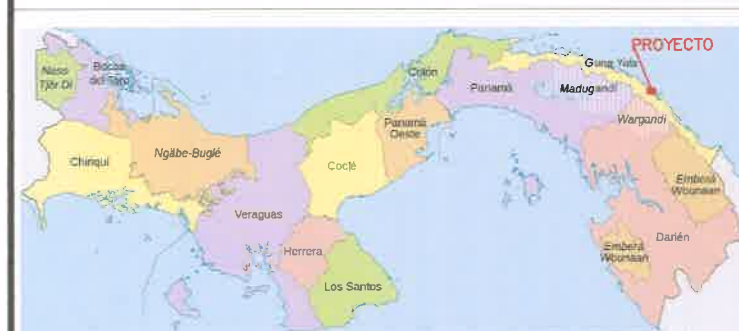 PROYECTO
Naso
Tjër Di
Bocas
del Toro
Colón
Guna Yala
Panamá
Madugandí
Wargandí
Panamá
Oeste
Chiriquí
Ngäbe-Buglé
Coclé
Emberá
Wounaan
Veraguas
Herrera
Emberá
Wounaan
Darién
Los Santos